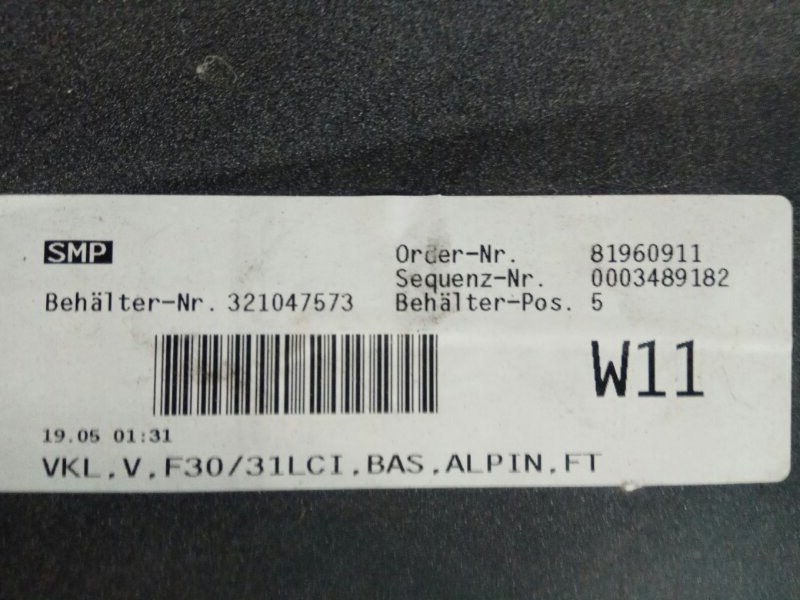 SMP
Order-Nr. 81960911
Sequenz-Nr. 0003489182
Behälter-Nr. 321047573 Behälter-Pos. 5
W11
19.05 01:31
VKL,V,F30/31LCI,BAS,ALPIN,FT